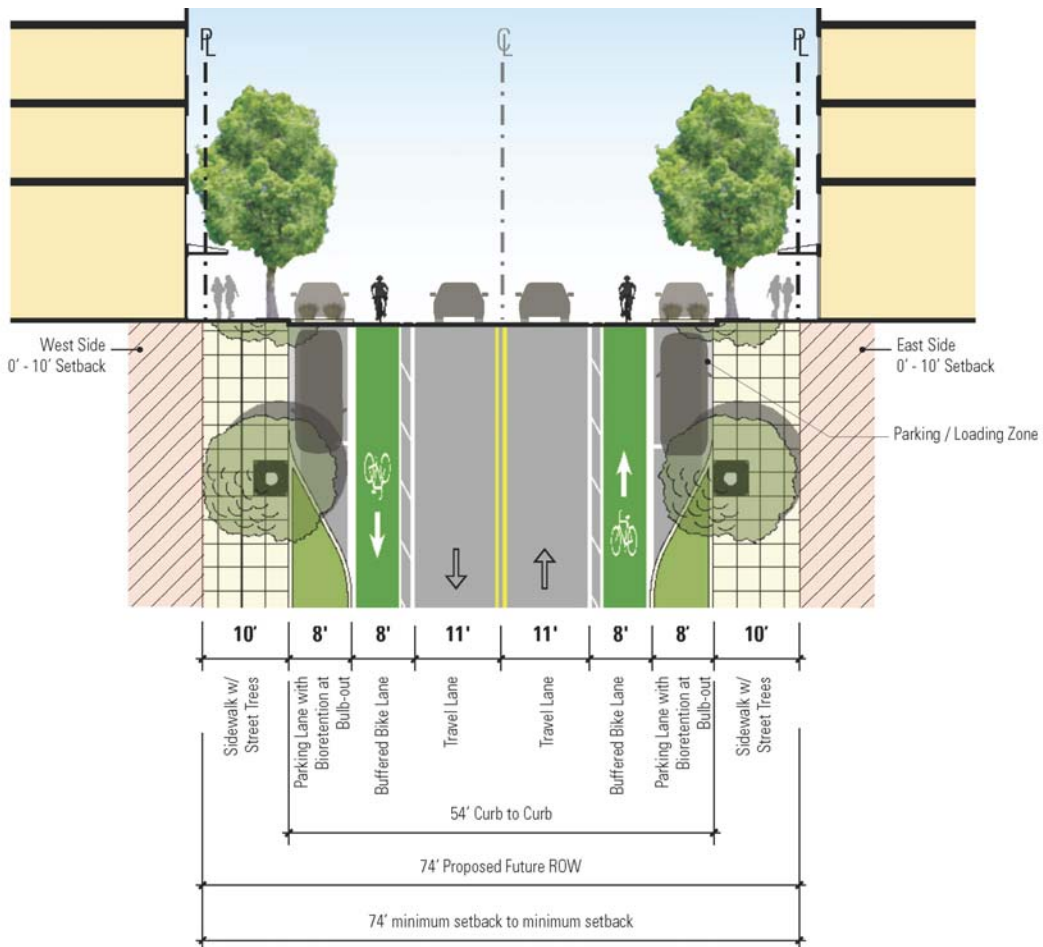 PL
CL
PL
West Side
0' - 10' Setback
East Side
0' - 10' Setback
Parking / Loading Zone
10'
8'
8'
11'
11'
8'
8'
10'
Sidewalk w/
Street Trees
Parking Lane with
Bioretention at
Bulb-out
Buffered Bike Lane
Travel Lane
Travel Lane
Buffered Bike Lane
Parking Lane with
Bioretention at
Bulb-out
Sidewalk w/
Street Trees
54' Curb to Curb
74' Proposed Future ROW
74' minimum setback to minimum setback